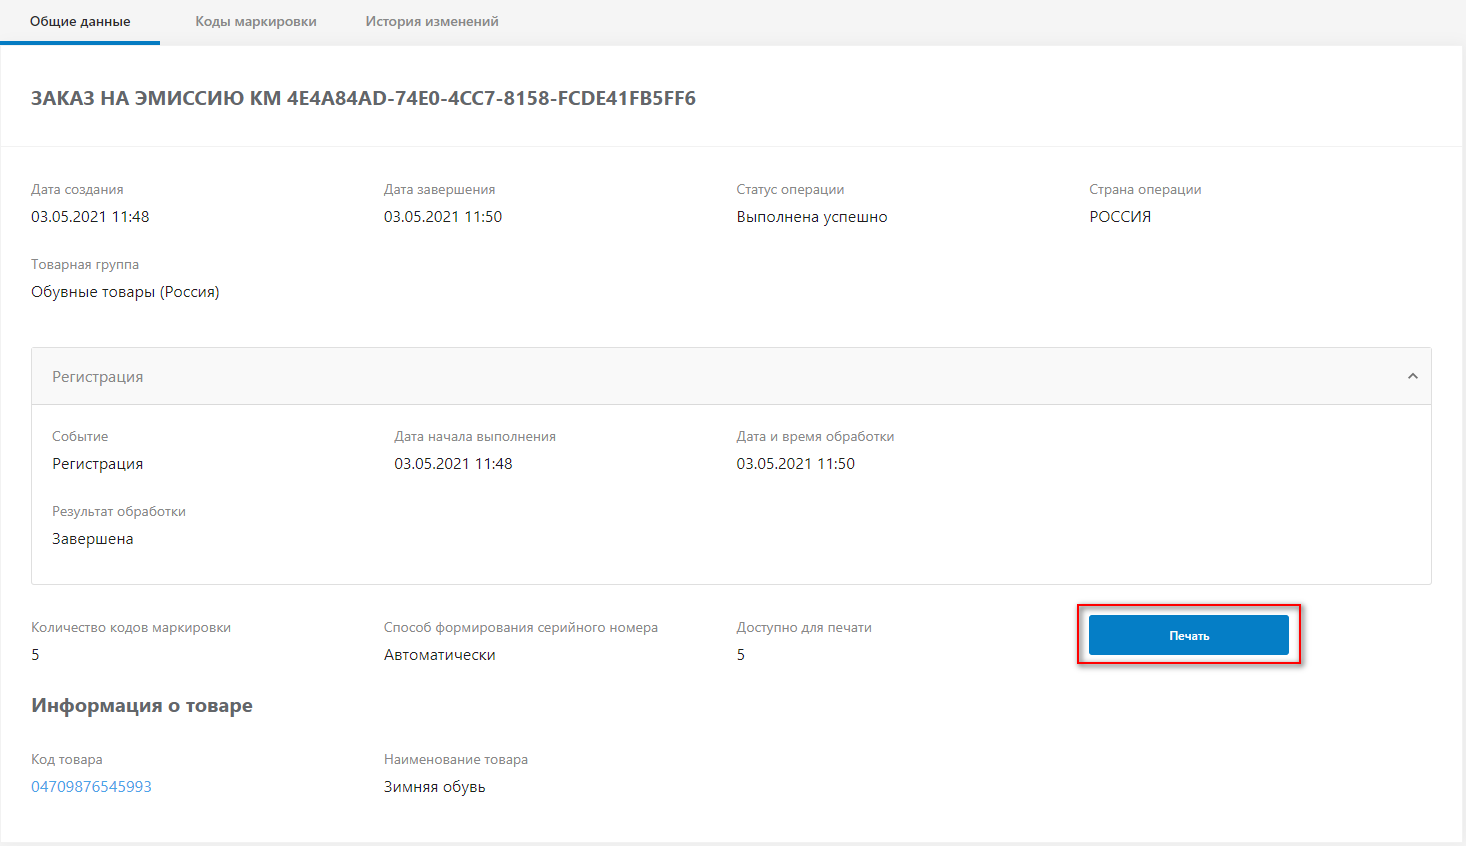 Общие данные Коды маркировки История изменений
ЗАКАЗ НА ЭМИССИЮ КМ 4E4A84AD-74E0-4CC7-8158-FCDE41FB5FF6
Дата создания Дата завершения Статус операции Страна операции
03.05.2021 11:48 03.05.2021 11:50 Выполнена успешно РОССИЯ
Товарная группа
Обувные товары (Россия)
Регистрация
Событие Дата начала выполнения Дата и время обработки
Регистрация 03.05.2021 11:48 03.05.2021 11:50
Результат обработки
Завершена
Количество кодов маркировки Способ формирования серийного номера Доступно для печати Печать
5 Автоматически 5
Информация о товаре
Код товара Наименование товара
04709876545993 Зимняя обувь